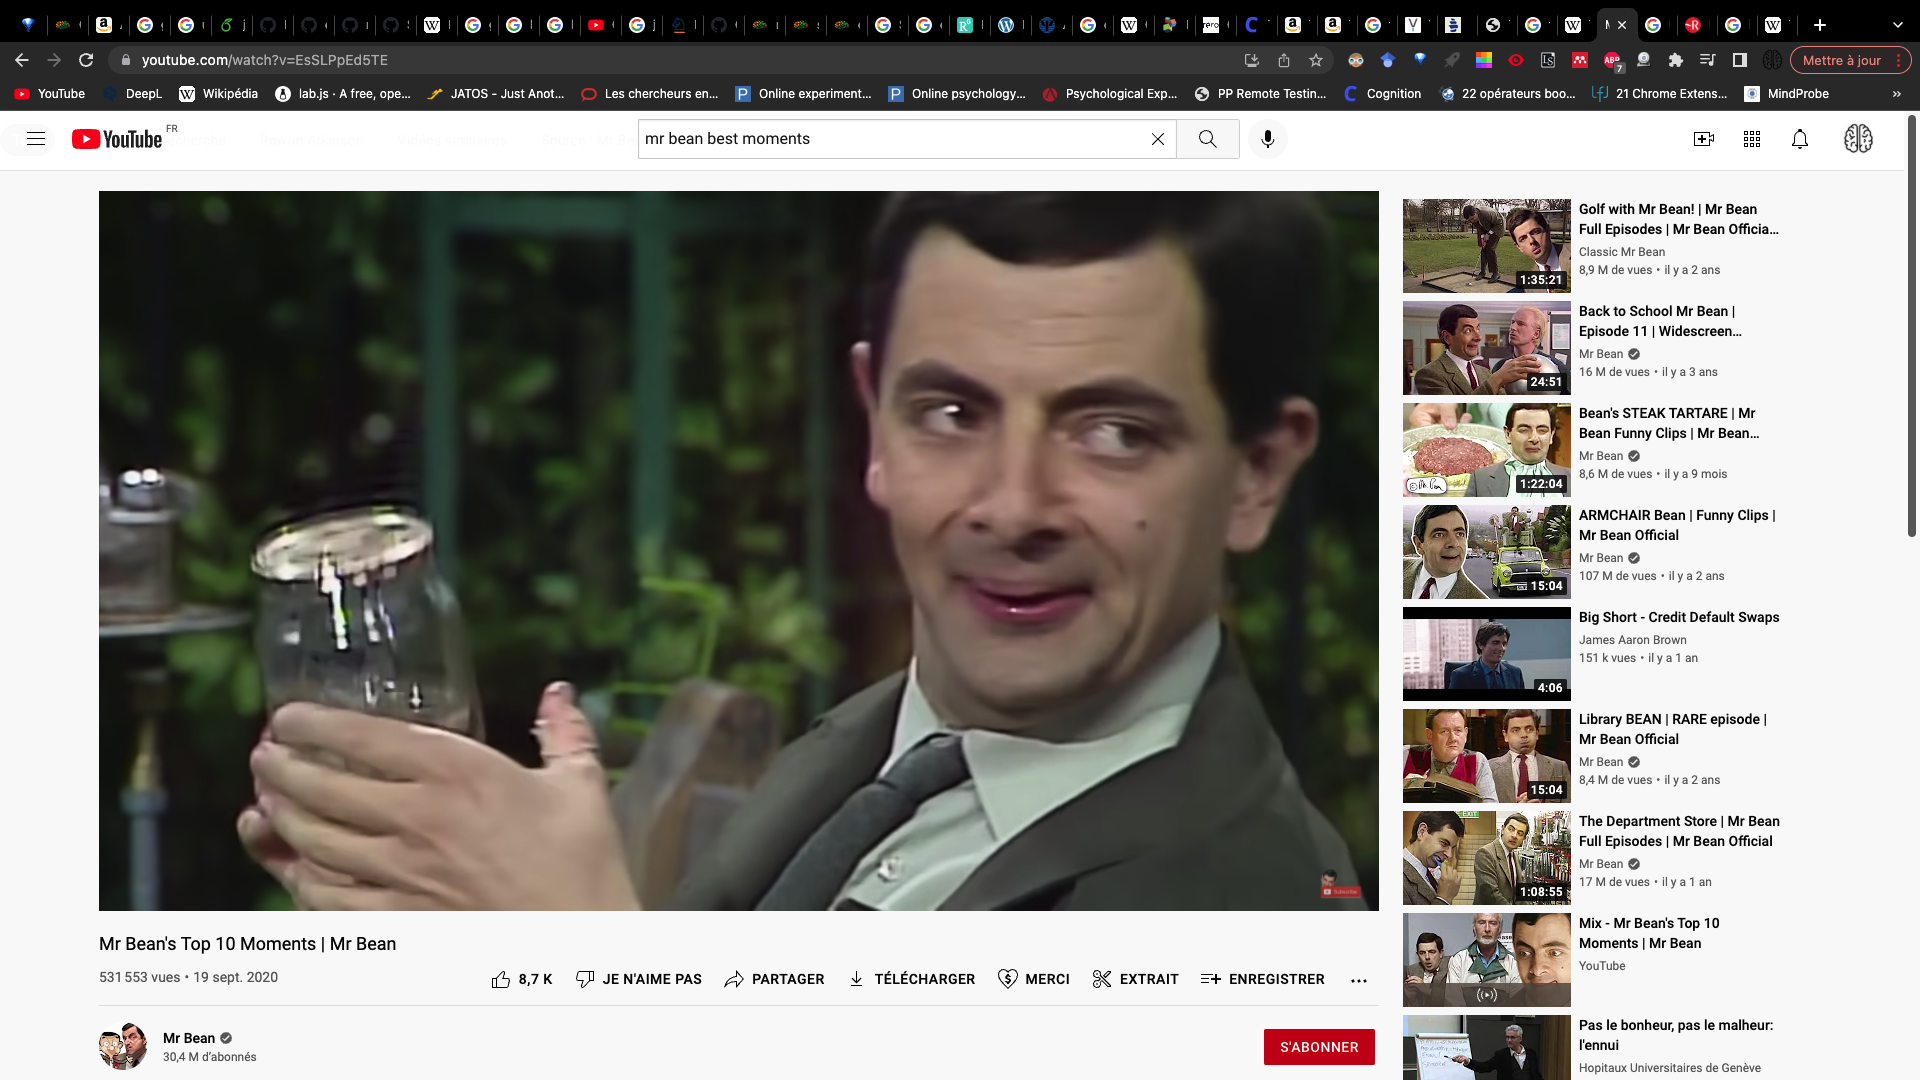 youtube.com/watch?v=EsSLPpEd5TE
Mettre à jour
7
YouTube
DeepL
Wikipédia
lab.js · A free, ope...
JATOS - Just Anot...
Les chercheurs en...
Online experiment...
Online psychology...
Psychological Exp...
PP Remote Testin...
Cognition
22 opérateurs boo...
21 Chrome Extens...
MindProbe
»
YouTube FR
mr bean best moments
Golf with Mr Bean! | Mr Bean
Full Episodes | Mr Bean Officia...
Classic Mr Bean
8,9 M de vues • il y a 2 ans
1:35:21
Back to School Mr Bean |
Episode 11 | Widescreen...
Mr Bean
16 M de vues • il y a 3 ans
24:51
Bean's STEAK TARTARE | Mr
Bean Funny Clips | Mr Bean...
Mr Bean
8,6 M de vues • il y a 9 mois
1:22:04
ARMCHAIR Bean | Funny Clips |
Mr Bean Official
Mr Bean
107 M de vues • il y a 2 ans
15:04
Big Short - Credit Default Swaps
James Aaron Brown
151 k vues • il y a 1 an
4:06
Library BEAN | RARE episode |
Mr Bean Official
Mr Bean
8,4 M de vues • il y a 2 ans
15:04
The Department Store | Mr Bean
Full Episodes | Mr Bean Official
Mr Bean
17 M de vues • il y a 1 an
EXIT
1:08:55
Mix - Mr Bean's Top 10
Moments | Mr Bean
YouTube
Pas le bonheur, pas le malheur:
l'ennui
Hopitaux Universitaires de Genève
Subscribe
Mr Bean's Top 10 Moments | Mr Bean
531 553 vues • 19 sept. 2020
8,7 K
JE N'AIME PAS
PARTAGER
TÉLÉCHARGER
MERCI
EXTRAIT
ENREGISTRER
Mr Bean
30,4 M d'abonnés
S'ABONNER